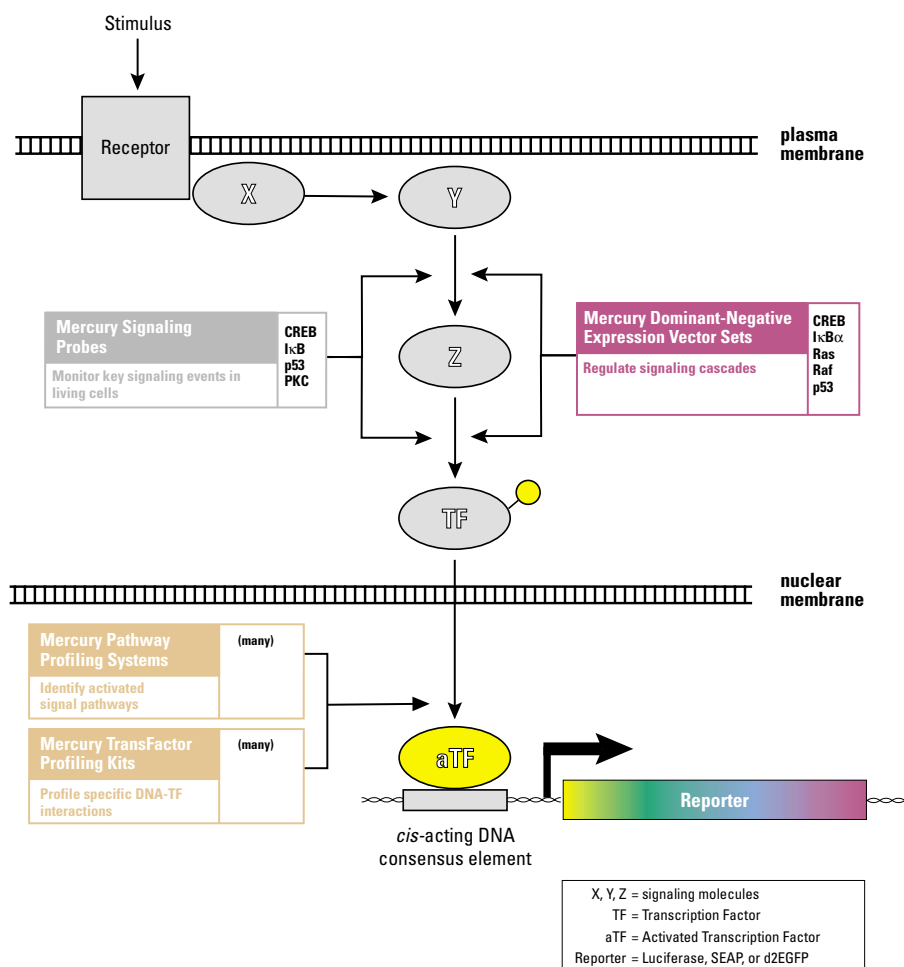 Stimulus
Receptor
plasma
membrane
X
Y
Mercury Signaling
Probes
Monitor key signaling events in
living cells
CREB
IκB
p53
PKC
Z
Mercury Dominant-Negative
Expression Vector Sets
Regulate signaling cascades
CREB
IκBα
Ras
Raf
p53
TF
nuclear
membrane
Mercury Pathway
Profiling Systems
(many)
Identify activated
signal pathways
Mercury TransFactor
Profiling Kits
(many)
Profile specific DNA-TF
interactions
aTF
Reporter
cis-acting DNA
consensus element
X, Y, Z = signaling molecules
TF = Transcription Factor
aTF = Activated Transcription Factor
Reporter = Luciferase, SEAP, or d2EGFP